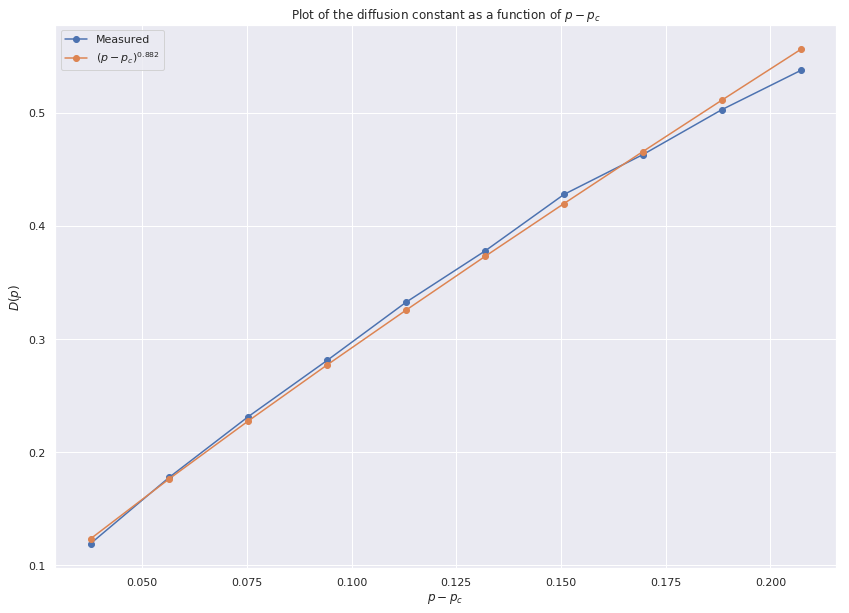 Plot of the diffusion constant as a function of $p - p_c$
Measured
$(p - p_c)^{0.882}$
0.5
0.4
0.3
0.2
0.1
$D(p)$
0.050
0.075
0.100
0.125
0.150
0.175
0.200
$p - p_c$